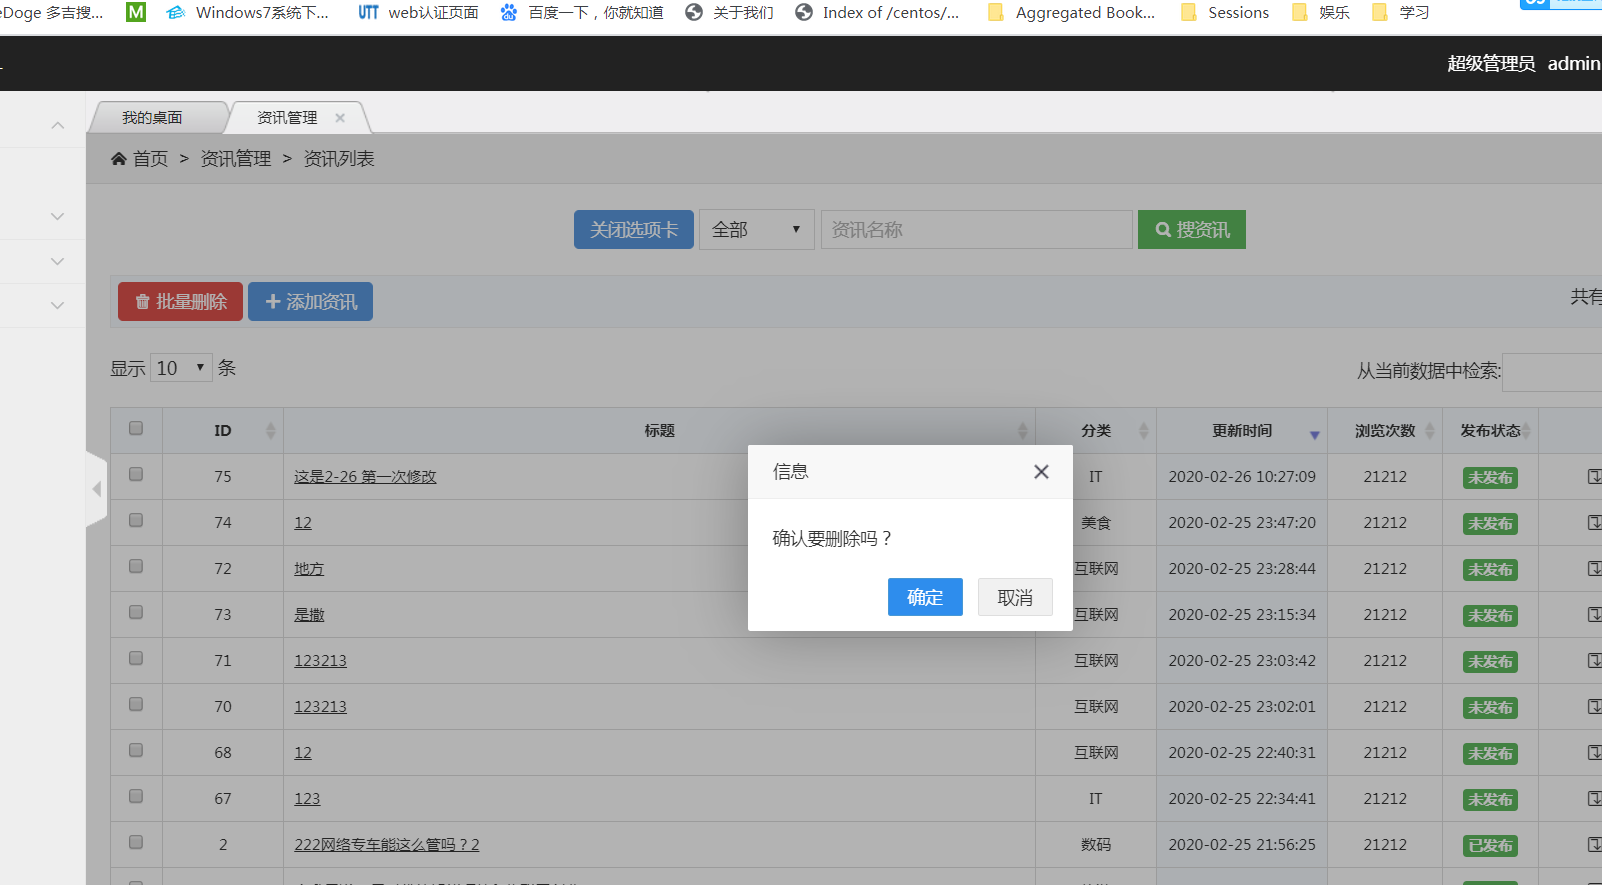 eDoge 多吉搜... M Windows7系统下... UTT web认证页面 百度一下，你就知道 关于我们 Index of /centos/... Aggregated Book... Sessions 娱乐 学习
超级管理员 admin
我的桌面 资讯管理
首页 > 资讯管理 > 资讯列表
关闭选项卡 全部 资讯名称 搜资讯
批量删除 添加资讯 共有
显示 10 条 从当前数据中检索:
ID 标题 分类 更新时间 浏览次数 发布状态
75 这是2-26 第一次修改 IT 2020-02-26 10:27:09 21212 未发布
74 12 美食 2020-02-25 23:47:20 21212 未发布
72 地方 互联网 2020-02-25 23:28:44 21212 未发布
73 是撒 互联网 2020-02-25 23:15:34 21212 未发布
71 123213 互联网 2020-02-25 23:03:42 21212 未发布
70 123213 互联网 2020-02-25 23:02:01 21212 未发布
68 12 互联网 2020-02-25 22:40:31 21212 未发布
67 123 IT 2020-02-25 22:34:41 21212 未发布
2 222网络专车能这么管吗？2 数码 2020-02-25 21:56:25 21212 已发布
信息
确认要删除吗？
确定 取消